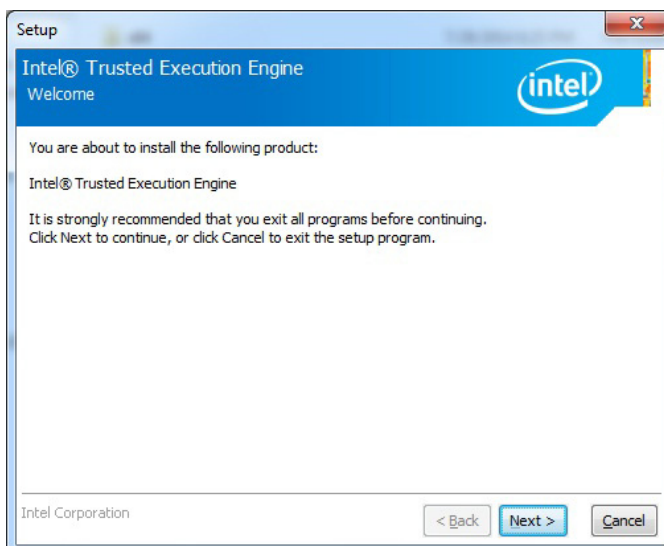 Setup
Intel® Trusted Execution Engine
Welcome
intel
You are about to install the following product:
Intel® Trusted Execution Engine
It is strongly recommended that you exit all programs before continuing.
Click Next to continue, or click Cancel to exit the setup program.
Intel Corporation
< Back
Next >
Cancel